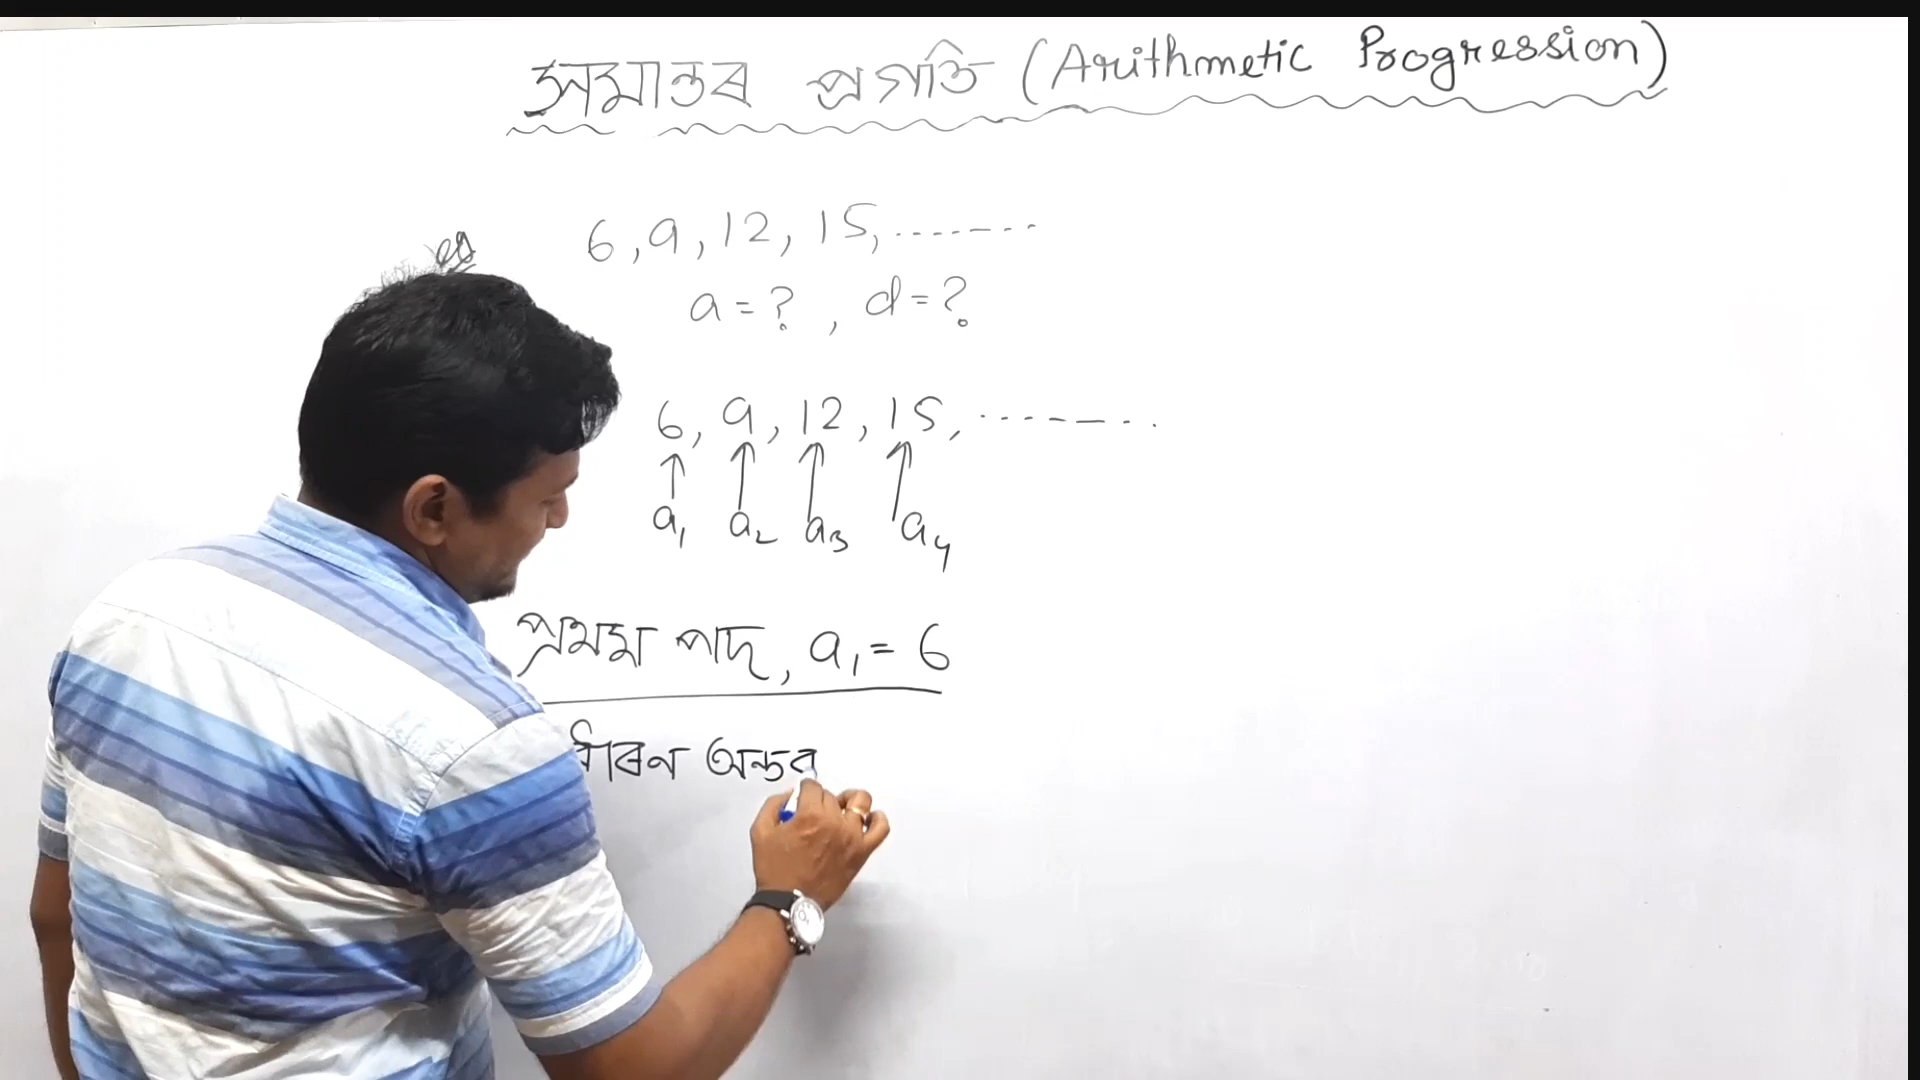 সমান্তৰ প্ৰগতি (Arithmetic Progression)
6, 9, 12, 15, .......
a = ?, d = ?
6, 9, 12, 15, ........
↑ ↑ ↑ ↑
a₁ a₂ a₃ a₄
প্ৰথম পদ, a₁ = 6
ধাৰণ অন্তৰ